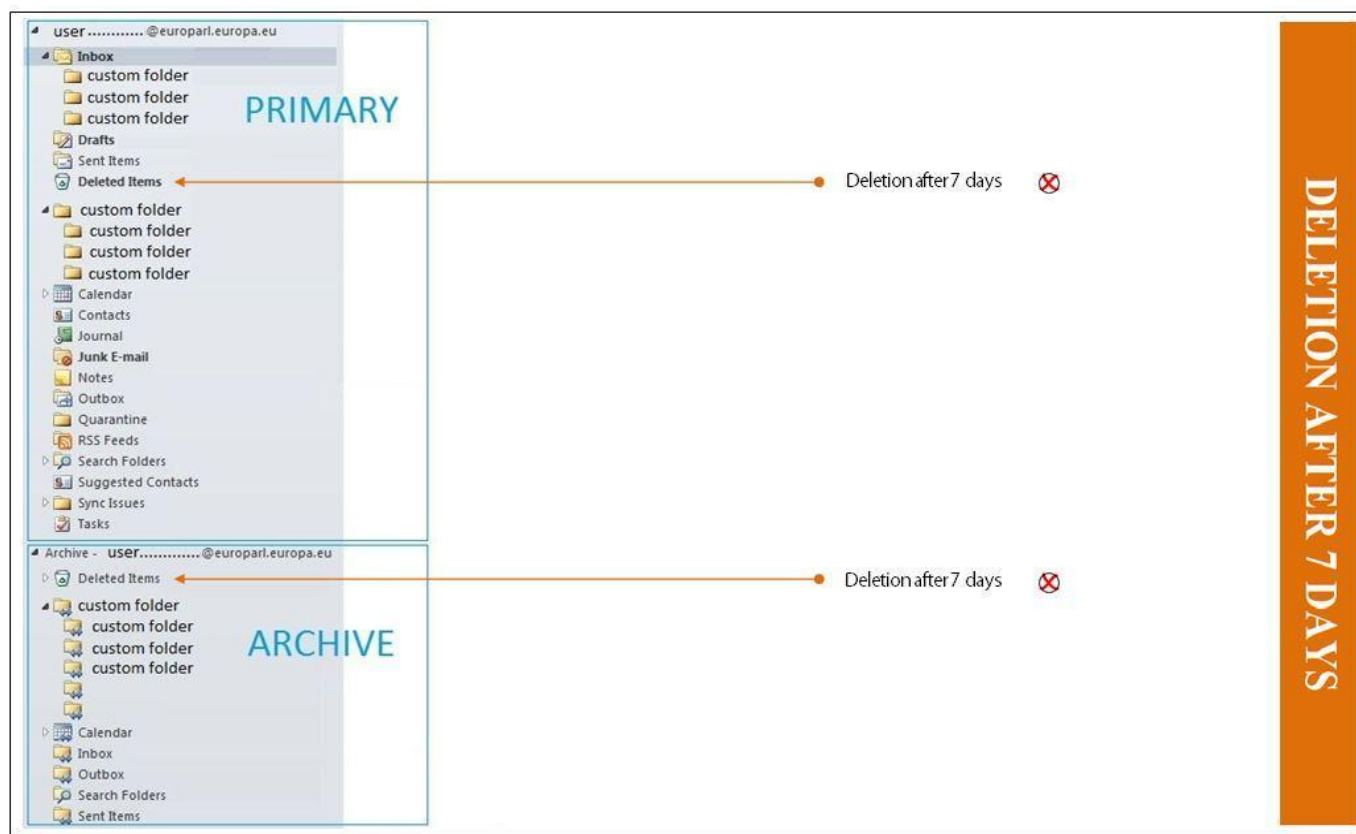 user ............ @europarl.europa.eu
Inbox
custom folder
custom folder
custom folder
PRIMARY
Drafts
Sent Items
Deleted Items
Deletion after 7 days
custom folder
custom folder
custom folder
custom folder
Calendar
Contacts
Journal
Junk E-mail
Notes
Outbox
Quarantine
RSS Feeds
Search Folders
Suggested Contacts
Sync Issues
Tasks
Archive - user.............@europarl.europa.eu
Deleted Items
Deletion after 7 days
custom folder
custom folder
custom folder
custom folder
ARCHIVE
Calendar
Inbox
Outbox
Search Folders
Sent Items
DELETION AFTER 7 DAYS